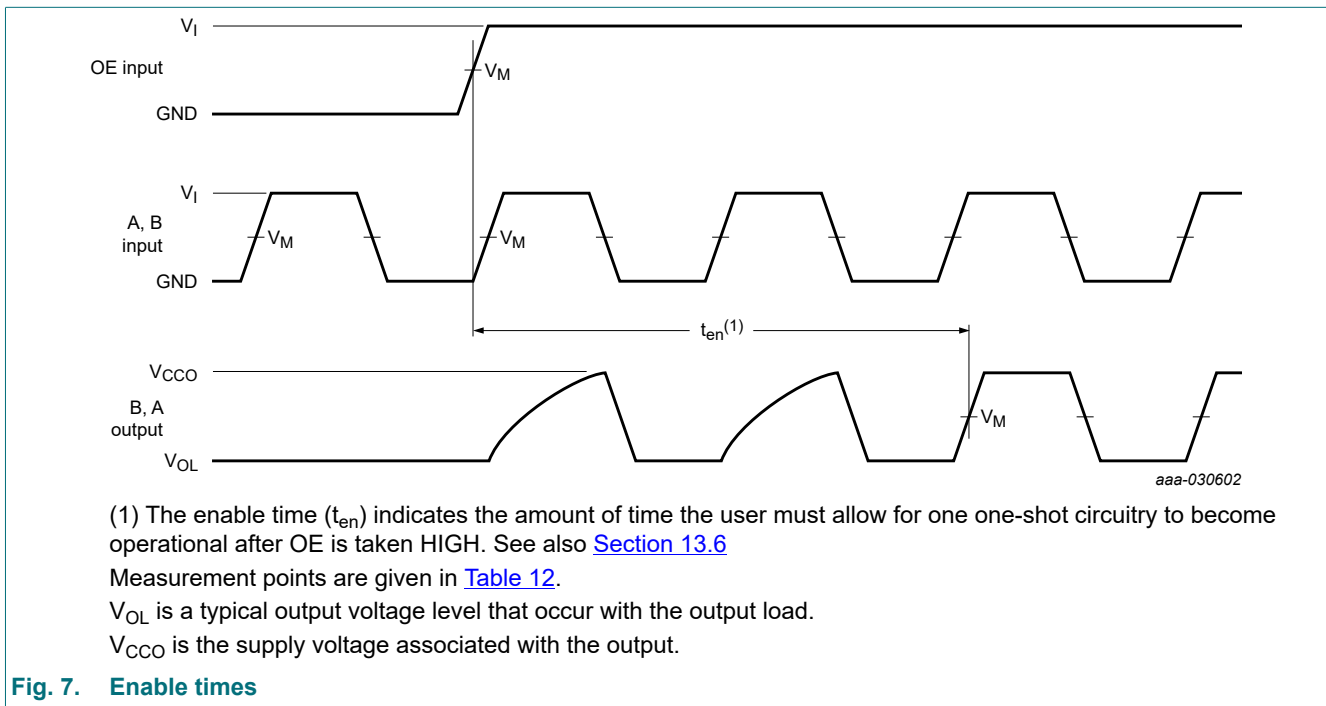 V_I
OE input
V_M
GND
V_I
A, B
input
V_M
V_M
GND
t_en(1)
V_CCO
B, A
output
V_M
V_OL
aaa-030602
(1) The enable time (t_en) indicates the amount of time the user must allow for one one-shot circuitry to become
operational after OE is taken HIGH. See also Section 13.6
Measurement points are given in Table 12.
V_OL is a typical output voltage level that occur with the output load.
V_CCO is the supply voltage associated with the output.
Fig. 7. Enable times